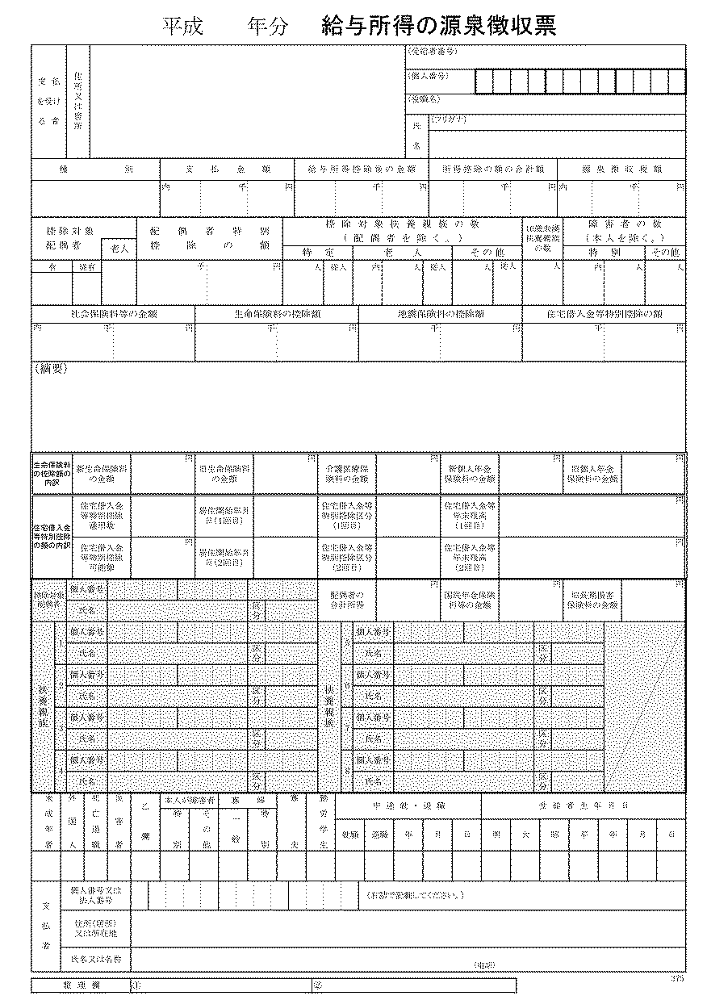 平成　　年分　給与所得の源泉徴収票
支払を受ける者
住所又は居所
(受給者番号)
(個人番号)
(役職名)
氏名
(フリガナ)
種　別　支　払　金　額　給与所得控除後の金額　所得控除の額の合計額　源泉徴収税額
内　千　円　千　円　千　円　内　千　円
控除対象配偶者　老人
配偶者特別控除の額
控除対象扶養親族の数
(配偶者を除く。)
16歳未満扶養親族の数
障害者の数
(本人を除く。)
特定　老人　その他　特別　その他
有　従有　千　円　人　従人　内　人　従人　人　従人　人　内　人　人
社会保険料等の金額　生命保険料の控除額　地震保険料の控除額　住宅借入金等特別控除の額
内　千　円　千　円　千　円　千　円
(摘要)
生命保険料の控除額の内訳
新生命保険料の金額　円
旧生命保険料の金額　円
介護医療保険料の金額　円
新個人年金保険料の金額　円
旧個人年金保険料の金額　円
住宅借入金等特別控除の額の内訳
住宅借入金等特別控除適用数
居住開始年月日(1回目)
住宅借入金等特別控除区分(1回目)
住宅借入金等年末残高(1回目)　円
住宅借入金等特別控除可能額　円
居住開始年月日(2回目)
住宅借入金等特別控除区分(2回目)
住宅借入金等年末残高(2回目)　円
控除対象配偶者
個人番号
氏名　区分
配偶者の合計所得　円
国民年金保険料等の金額　円
旧長期損害保険料の金額　円
扶養親族
1　個人番号
氏名　区分
2　個人番号
氏名　区分
3　個人番号
氏名　区分
4　個人番号
氏名　区分
扶養親族
5　個人番号
氏名　区分
6　個人番号
氏名　区分
7　個人番号
氏名　区分
8　個人番号
氏名　区分
未成年者　外国人　死亡退職　災害者　乙欄　本人が障害者　寡婦　寡夫　勤労学生　中途就・退職　受給者生年月日
特別　その他　一般　特別　就職　退職　年　月　日　明　大　昭　平　年　月　日
支払者
個人番号又は法人番号　(右詰で記載してください。)
住所(居所)又は所在地
氏名又は名称　(電話)
整理欄　①　②
375